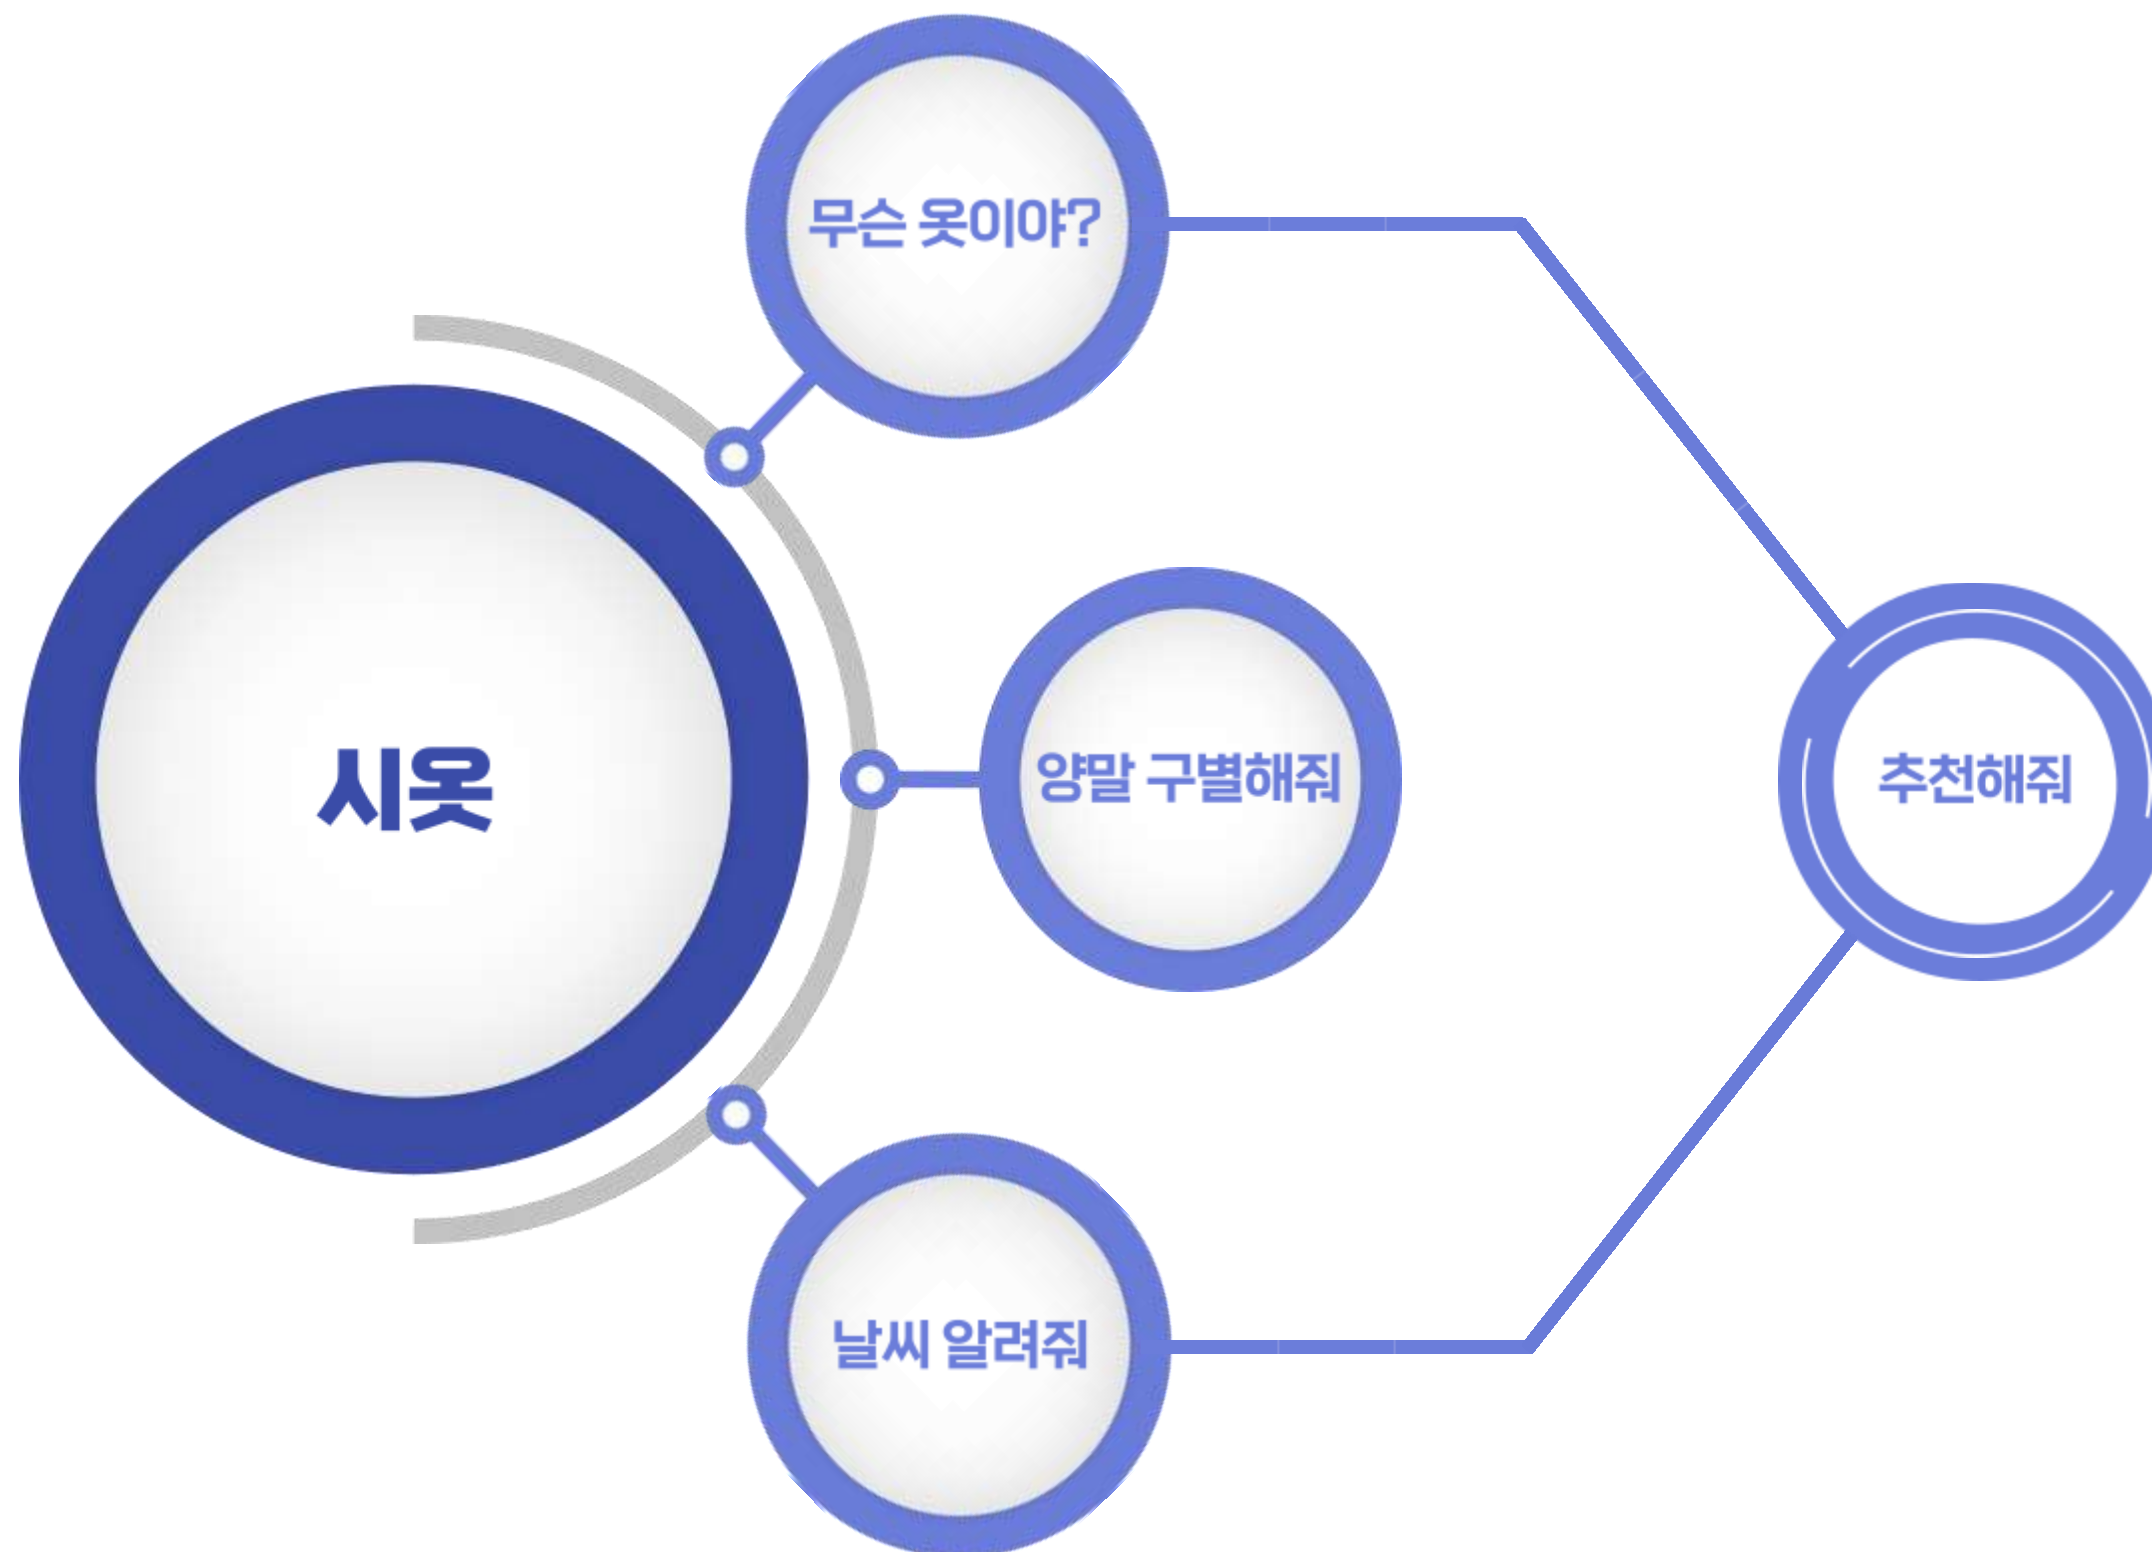 시옷
무슨 옷이야?
양말 구별해줘
날씨 알려줘
추천해줘